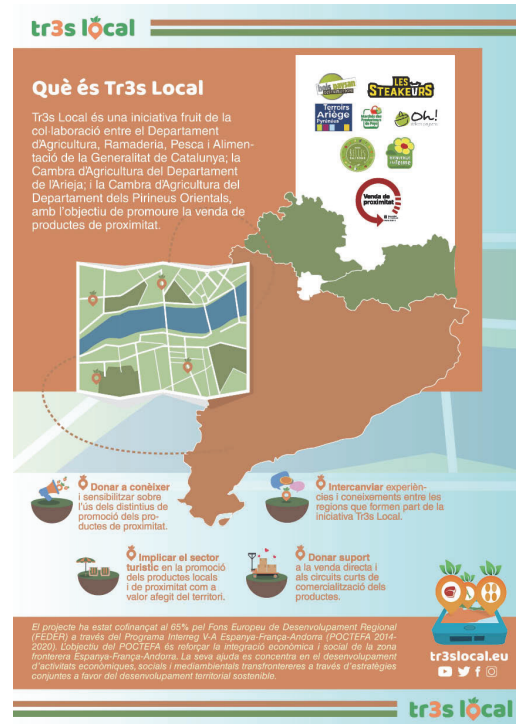 tr3s local
Què és Tr3s Local
Tr3s Local és una iniciativa fruit de la
col·laboració entre el Departament
d'Agricultura, Ramaderia, Pesca i Alimen-
tació de la Generalitat de Catalunya; la
Cambra d'Agricultura del Departament
de l'Arieja; i la Cambra d'Agricultura del
Departament dels Pirineus Orientals,
amb l'objectiu de promoure la venda de
productes de proximitat.
LES
STEAKEURS
Terroirs
Ariège
Pyrénées
Oh!
Venda de
proximitat
Donar a conèixer
i sensibilitzar sobre
l'ús dels distintius de
promoció dels pro-
ductes de proximitat.
Intercanviar experièn-
cies i coneixements entre les
regions que formen part de la
iniciativa Tr3s Local.
Implicar el sector
turístic en la promoció
dels productes locals
i de proximitat com a
valor afegit del territori.
Donar suport
a la venda directa i
als circuits curts de
comercialització dels
productes.
El projecte ha estat cofinançat al 65% pel Fons Europeu de Desenvolupament Regional
(FEDER) a través del Programa Interreg V-A Espanya-França-Andorra (POCTEFA 2014-
2020). L'objectiu del POCTEFA és reforçar la integració econòmica i social de la zona
fronterera Espanya-França-Andorra. La seva ajuda es concentra en el desenvolupament
d'activitats econòmiques, socials i mediambientals transfrontereres a través d'estratègies
conjuntes a favor del desenvolupament territorial sostenible.
tr3slocal.eu
tr3s local